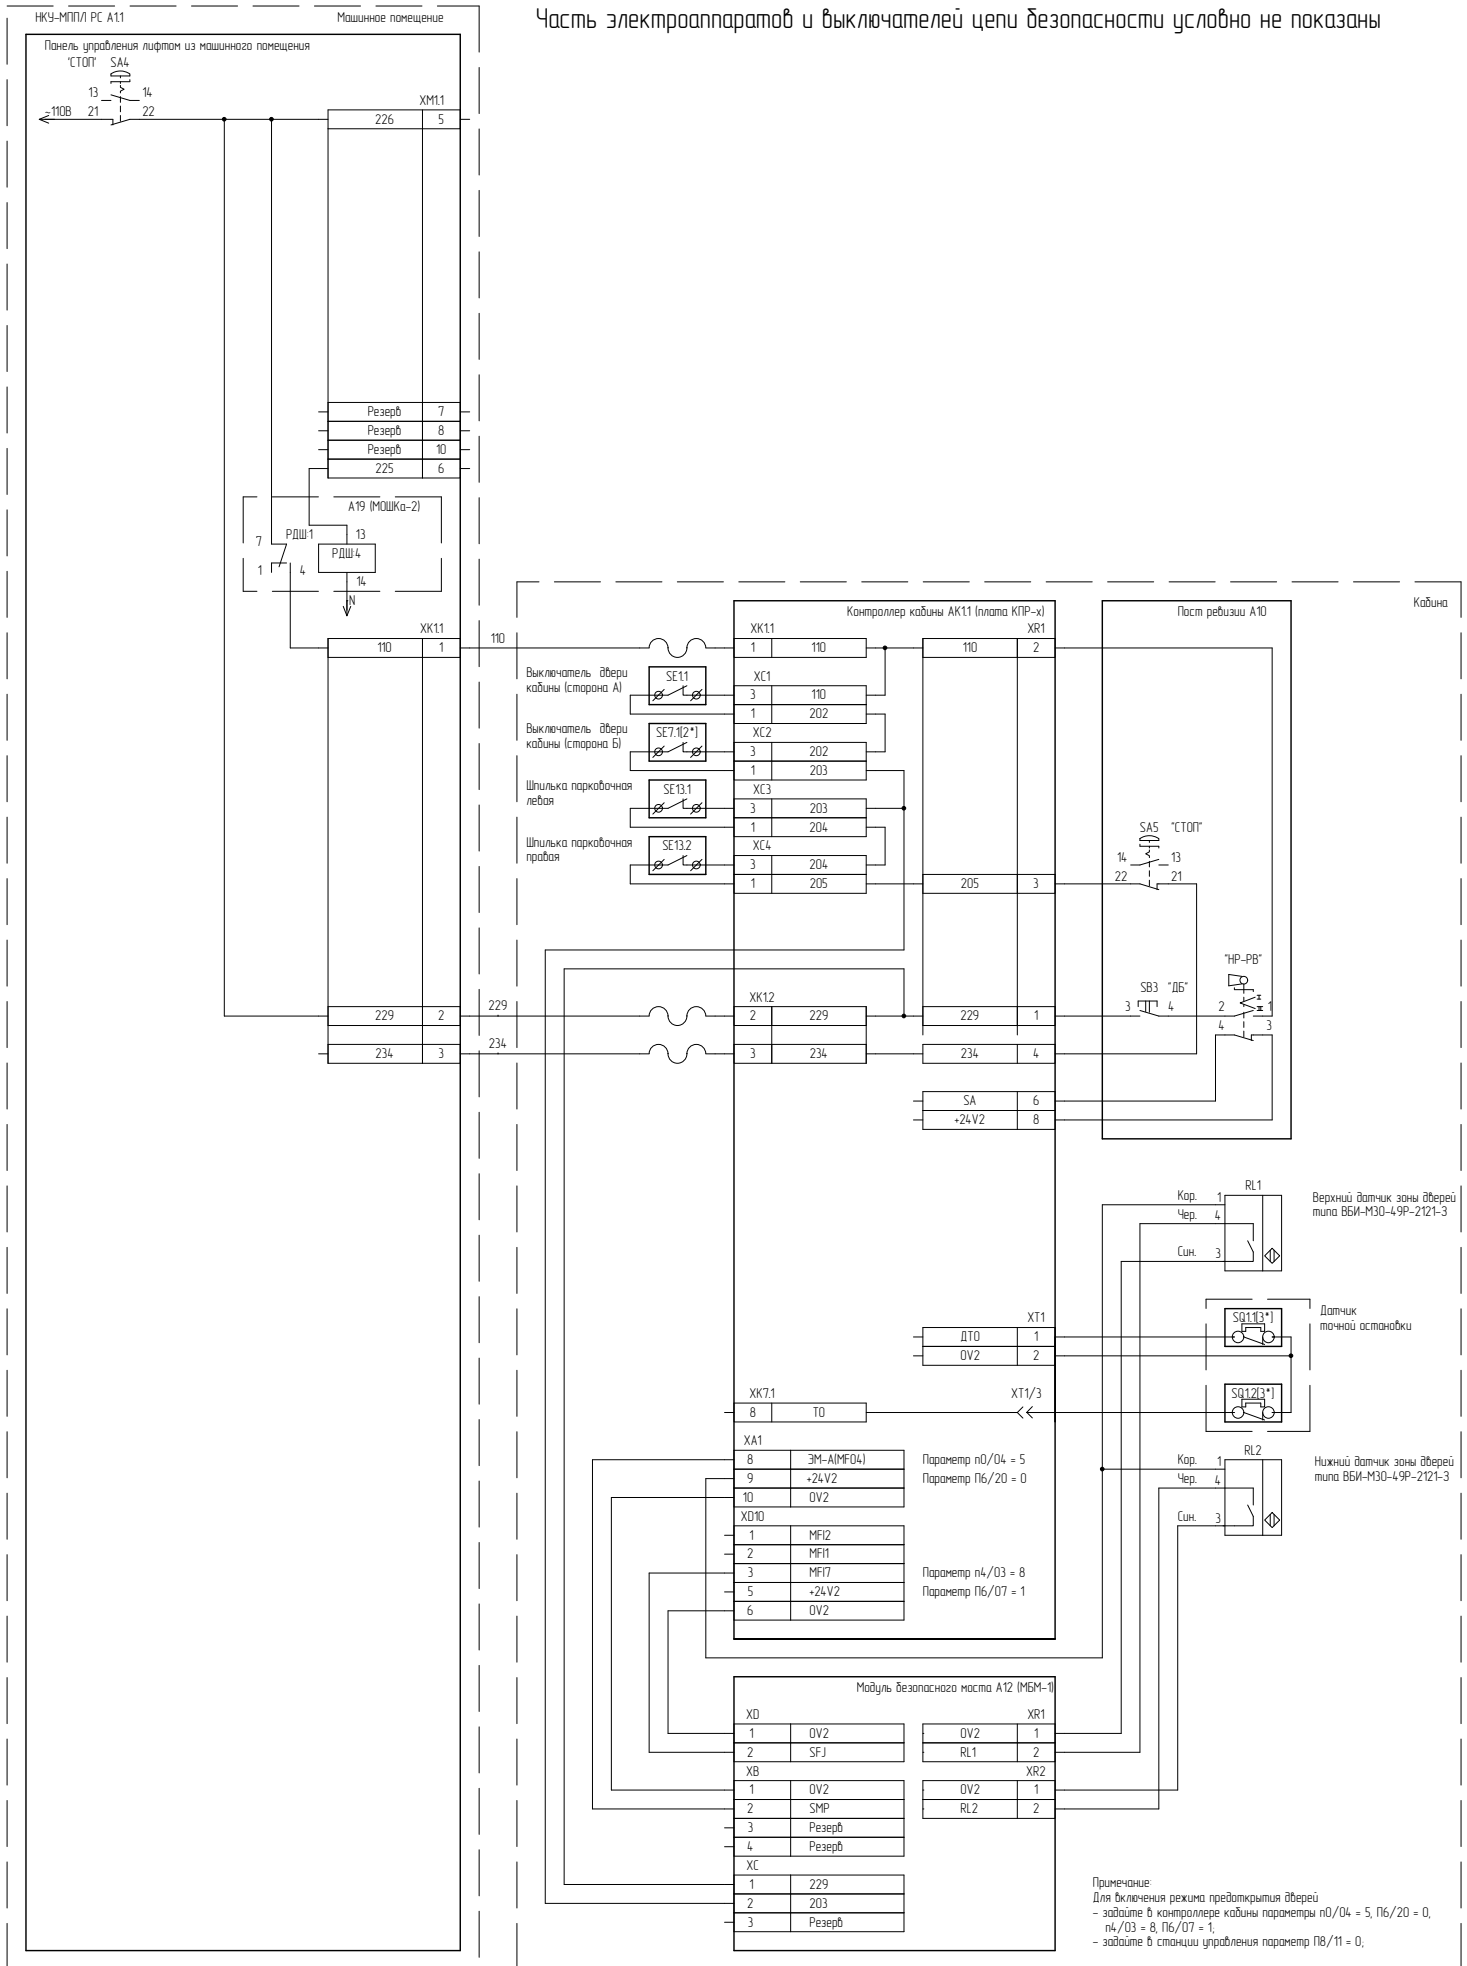 Часть электроаппаратов и выключателей цепи безопасности условно не показаны
НКУ-МППЛ РС А1.1
Машинное помещение
Панель управления лифтом из машинного помещения
"СТОП" SA4
13 14
~110В 21 22
XM1.1
226 5
Резерв 7
Резерв 8
Резерв 10
225 6
А19 (МОШКа-2)
7 РДШ:1 13
РДШ:4
1 4 14
N
XK1.1
110 1
110
229 2
229
234 3
234
Кабина
Контроллер кабины АК1.1 (плата КПР-х)
XK1.1 XR1
1 110 110 2
Выключатель двери
кабины (сторона А)
SE1.1
XC1
3 110
1 202
Выключатель двери
кабины (сторона Б)
SE7.1[2*]
XC2
3 202
1 203
Шпилька парковочная
левая
SE13.1
XC3
3 203
1 204
Шпилька парковочная
правая
SE13.2
XC4
3 204
1 205 205 3
XK1.2
2 229 229 1
3 234 234 4
SA 6
+24V2 8
Пост ревизии А10
SA5 "СТОП"
14 13
22 21
"НР-РВ"
SB3 "ДБ"
3 4 2 1
I
II
4 3
RL1
Кор. 1
Чер. 4
Син. 3
Верхний датчик зоны дверей
типа ВБИ-М30-49Р-2121-З
XT1
ДТО 1
0V2 2
SQ1.1[3*]
Датчик
точной остановки
XK7.1 XT1/3
8 ТО
SQ1.2[3*]
XA1
8 ЭМ-А(MF04) Параметр n0/04 = 5
9 +24V2 Параметр П6/20 = 0
10 0V2
XD10
1 MFI2
2 MFI1
3 MFI7 Параметр n4/03 = 8
5 +24V2 Параметр П6/07 = 1
6 0V2
RL2
Кор. 1
Чер. 4
Син. 3
Нижний датчик зоны дверей
типа ВБИ-М30-49Р-2121-З
Модуль безопасного моста А12 (МБМ-1)
XD XR1
1 0V2 0V2 1
2 SFJ RL1 2
XB XR2
1 0V2 0V2 1
2 SMP RL2 2
3 Резерв
4 Резерв
XC
1 229
2 203
3 Резерв
Примечание:
Для включения режима предоткрытия дверей
- задайте в контроллере кабины параметры n0/04 = 5, П6/20 = 0,
n4/03 = 8, П6/07 = 1;
- задайте в станции управления параметр П8/11 = 0;